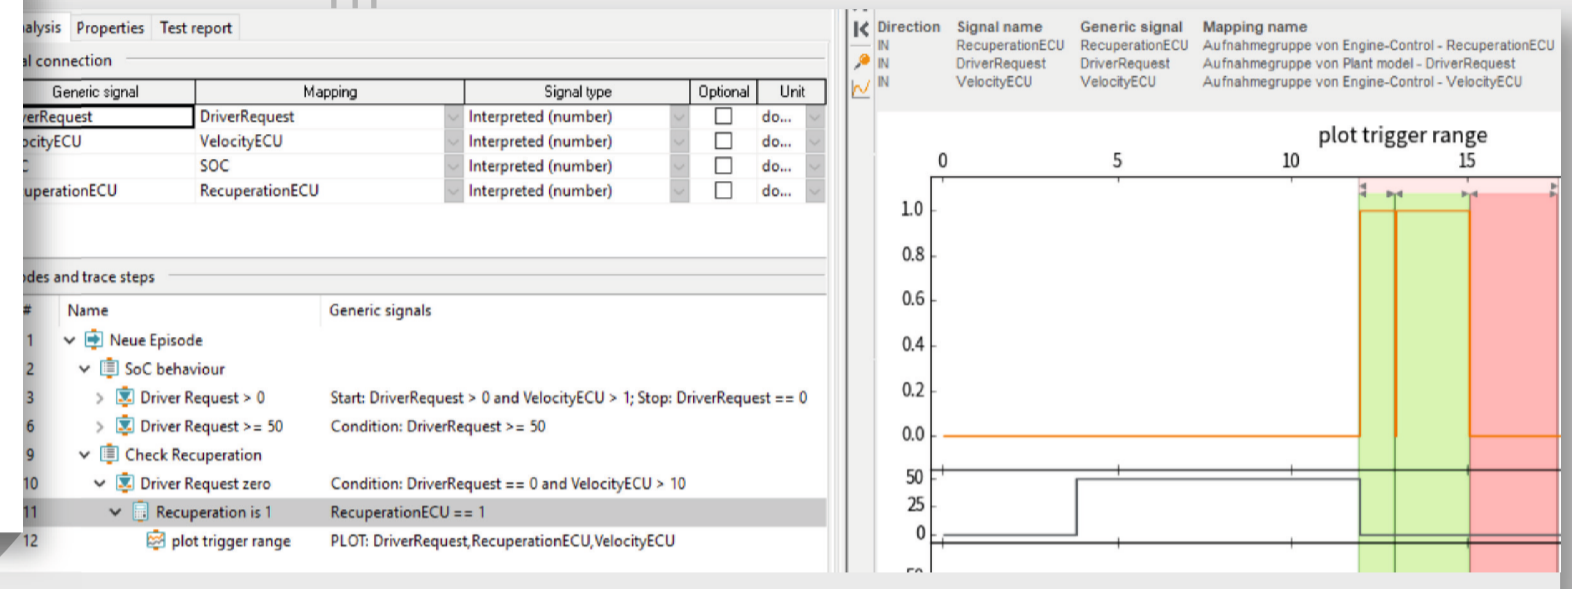 alysis Properties Test report
al connection
Generic signal Mapping Signal type Optional Unit
verRequest DriverRequest Interpreted (number) do...
ocityECU VelocityECU Interpreted (number) do...
SOC Interpreted (number) do...
uperationECU RecuperationECU Interpreted (number) do...
odes and trace steps
# Name Generic signals
1 Neue Episode
2 SoC behaviour
3 Driver Request > 0 Start: DriverRequest > 0 and VelocityECU > 1; Stop: DriverRequest == 0
6 Driver Request >= 50 Condition: DriverRequest >= 50
9 Check Recuperation
10 Driver Request zero Condition: DriverRequest == 0 and VelocityECU > 10
11 Recuperation is 1 RecuperationECU == 1
12 plot trigger range PLOT: DriverRequest,RecuperationECU,VelocityECU
Direction Signal name Generic signal Mapping name
IN RecuperationECU RecuperationECU Aufnahmegruppe von Engine-Control - RecuperationECU
IN DriverRequest DriverRequest Aufnahmegruppe von Plant model - DriverRequest
IN VelocityECU VelocityECU Aufnahmegruppe von Engine-Control - VelocityECU
plot trigger range
0 5 10 15
1.0
0.8
0.6
0.4
0.2
0.0
50
25
0